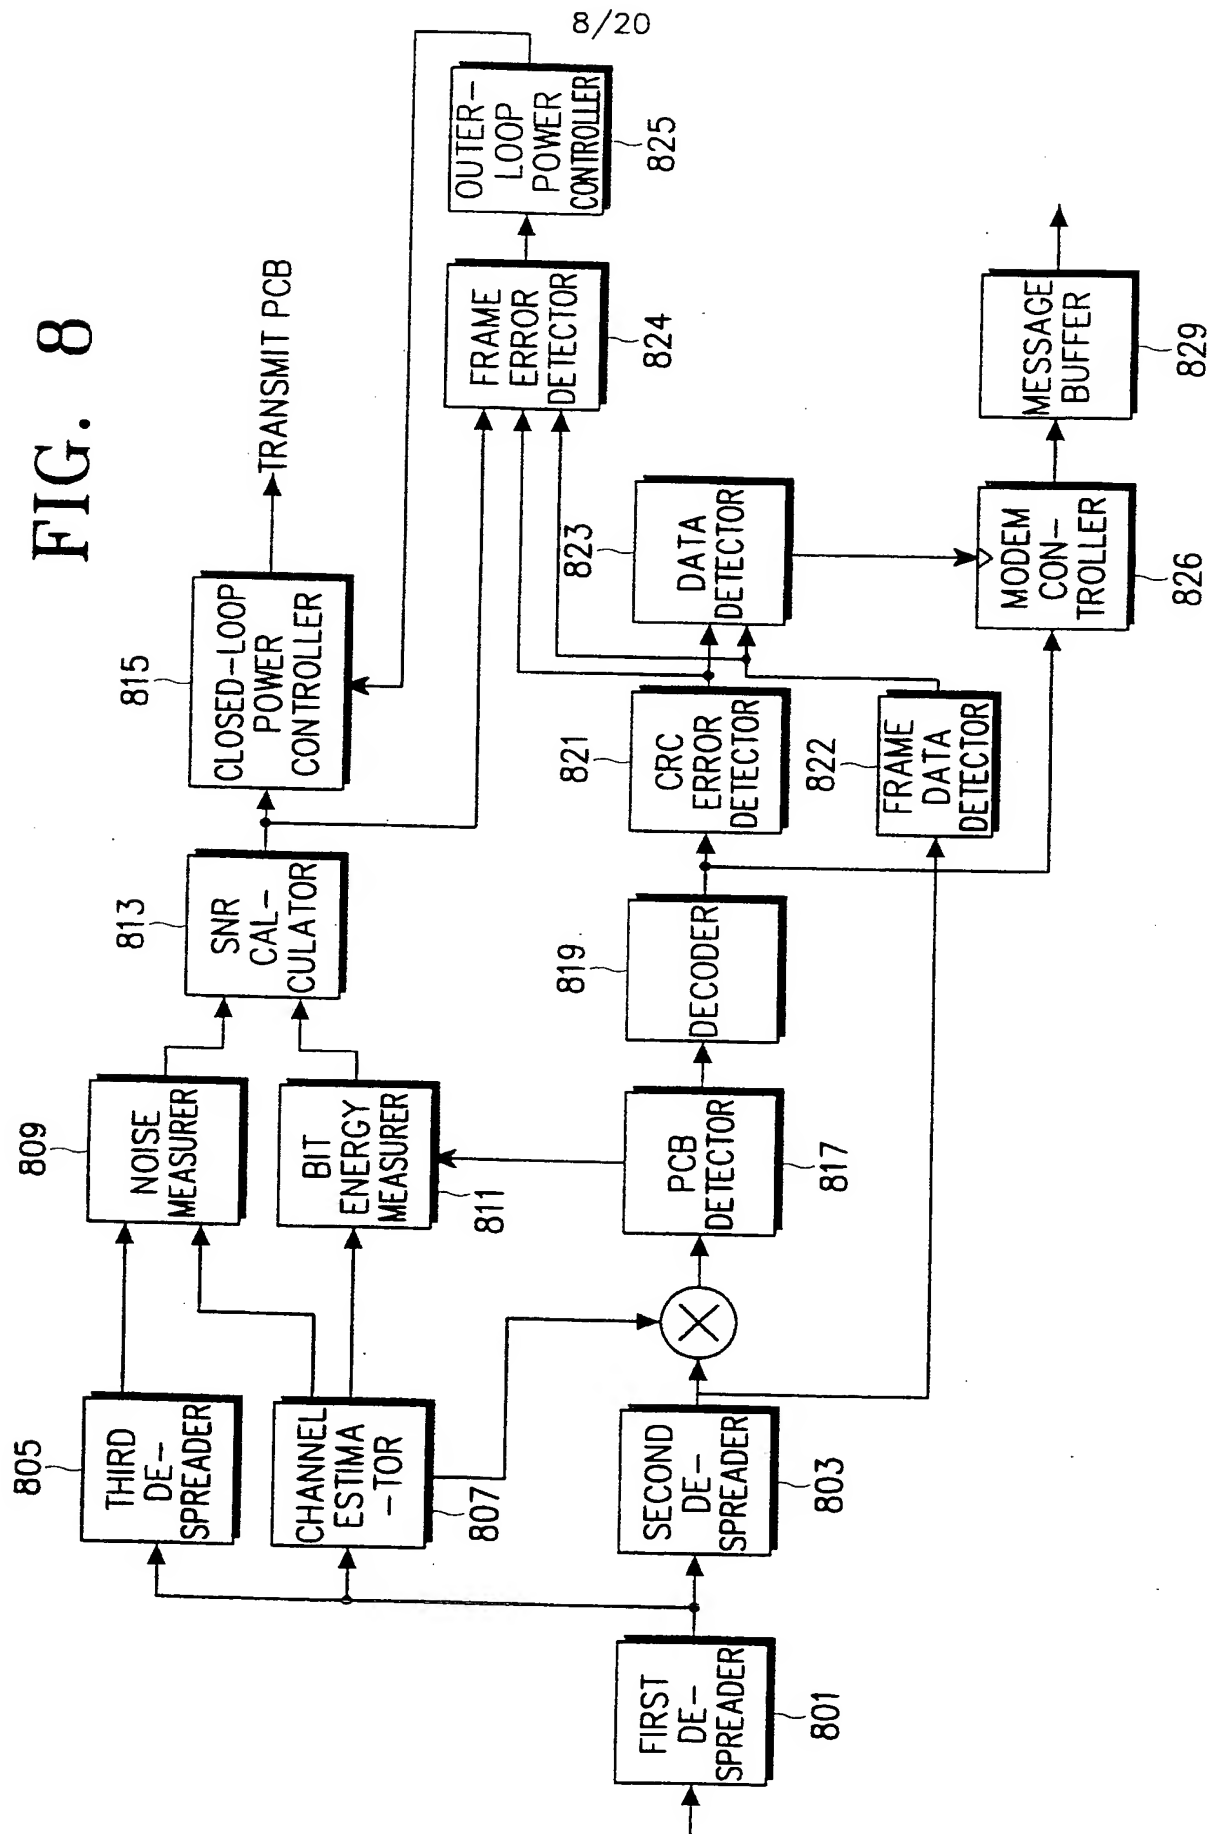 8/20
FIG. 8
FIRST
DE-
SPREADER
801
THIRD
DE-
SPREADER
805
CHANNEL
ESTIMA
-TOR
807
SECOND
DE-
SPREADER
803
NOISE
MEASURER
809
BIT
ENERGY
MEASURER
811
PCB
DETECTOR
817
SNR
CAL-
CULATOR
813
DECODER
819
CLOSED-LOOP
POWER
CONTROLLER
815
TRANSMIT PCB
CRC
ERROR
DETECTOR
821
FRAME
DATA
DETECTOR
822
DATA
DETECTOR
823
FRAME
ERROR
DETECTOR
824
OUTER-
LOOP
POWER
CONTROLLER
825
MODEM
CON-
TROLLER
826
MESSAGE
BUFFER
829